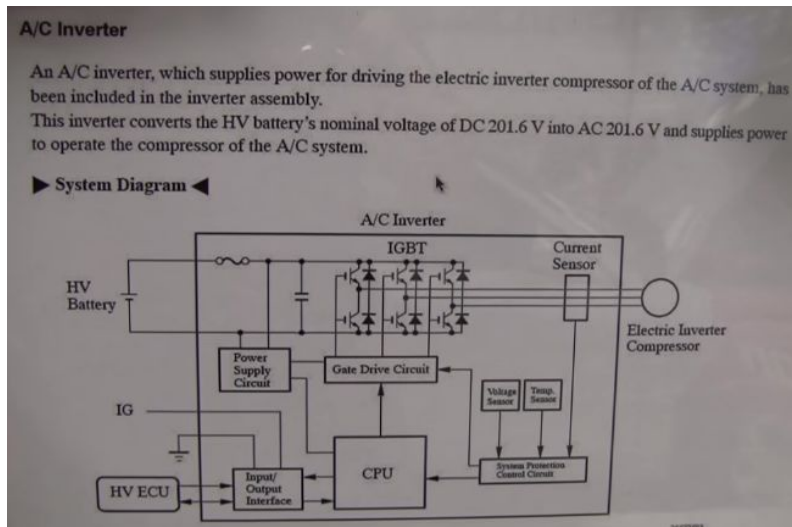 A/C Inverter
An A/C inverter, which supplies power for driving the electric inverter compressor of the A/C system, has
been included in the inverter assembly.
This inverter converts the HV battery's nominal voltage of DC 201.6 V into AC 201.6 V and supplies power
to operate the compressor of the A/C system.
▶ System Diagram ◀
A/C Inverter
IGBT
Current
Sensor
HV
Battery
Electric Inverter
Compressor
Power
Supply
Circuit
Gate Drive Circuit
Voltage
Sensor
Temp.
Sensor
IG
System Protection
Control Circuit
CPU
Input/
Output
Interface
HV ECU